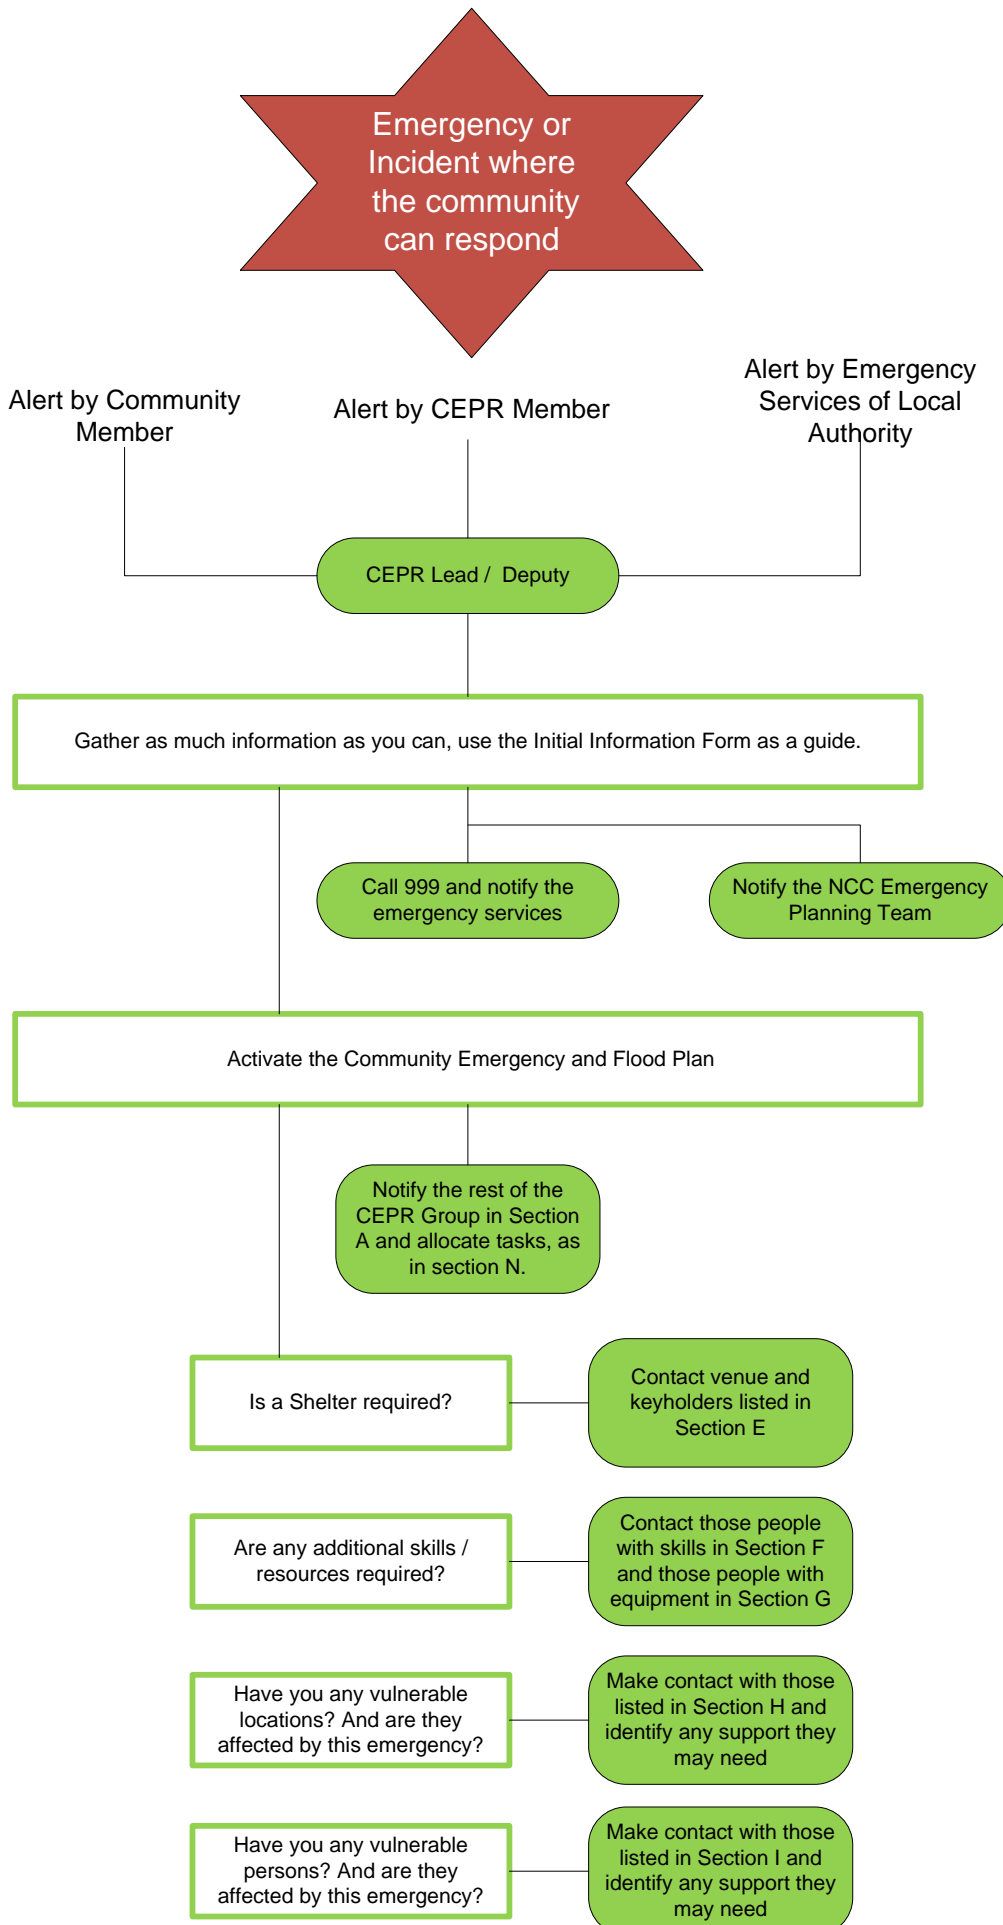 Emergency or
Incident where
the community
can respond
Alert by Community
Member
Alert by CEPR Member
Alert by Emergency
Services of Local
Authority
CEPR Lead / Deputy
Gather as much information as you can, use the Initial Information Form as a guide.
Call 999 and notify the
emergency services
Notify the NCC Emergency
Planning Team
Activate the Community Emergency and Flood Plan
Notify the rest of the
CEPR Group in Section
A and allocate tasks, as
in section N.
Is a Shelter required?
Contact venue and
keyholders listed in
Section E
Are any additional skills /
resources required?
Contact those people
with skills in Section F
and those people with
equipment in Section G
Have you any vulnerable
locations? And are they
affected by this emergency?
Make contact with those
listed in Section H and
identify any support they
may need
Have you any vulnerable
persons? And are they
affected by this emergency?
Make contact with those
listed in Section I and
identify any support they
may need